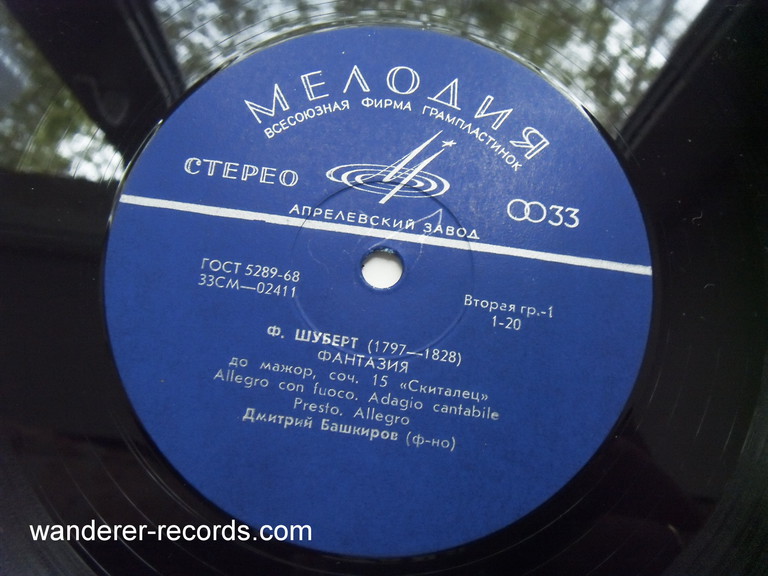 МЕЛОДИЯ
ВСЕСОЮЗНАЯ ФИРМА ГРАМПЛАСТИНОК
СТЕРЕО
33
АПРЕЛЕВСКИЙ ЗАВОД
ГОСТ 5289-68
33СМ—02411
Вторая гр.-1
1-20
Ф. ШУБЕРТ (1797—1828)
ФАНТАЗИЯ
до мажор, соч. 15 «Скиталец»
Allegro con fuoco. Adagio cantabile
Presto. Allegro
Дмитрий Башкиров (ф-но)
wanderer-records.com